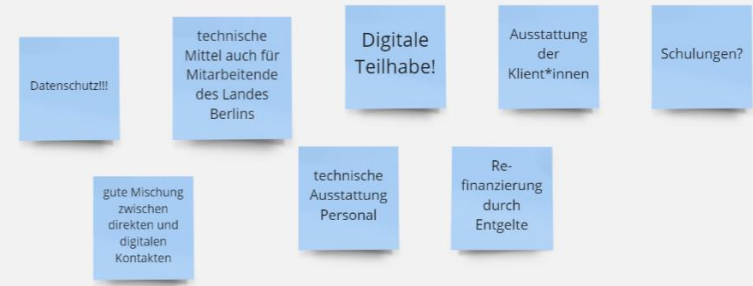 Datenschutz!!!
technische
Mittel auch für
Mitarbeitende
des Landes
Berlins
Digitale
Teilhabe!
Ausstattung
der
Klient*innen
Schulungen?
gute Mischung
zwischen
direkten und
digitalen
Kontakten
technische
Ausstattung
Personal
Re-
finanzierung
durch
Entgelte